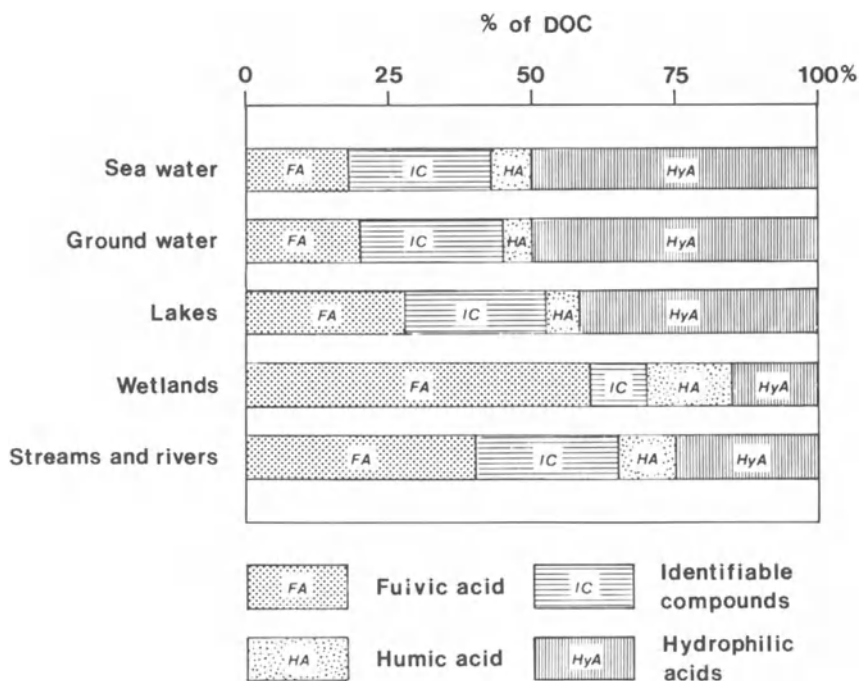 % of DOC
0 25 50 75 100%
Sea water FA IC HA HyA
Ground water FA IC HA HyA
Lakes FA IC HA HyA
Wetlands FA IC HA HyA
Streams and rivers FA IC HA HyA
FA Fuivic acid IC Identifiable
compounds
HA Humic acid HyA Hydrophilic
acids